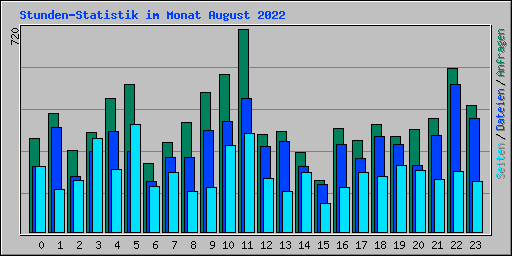 Stunden-Statistik im Monat August 2022
720
Seiten / Dateien / Anfragen
0 1 2 3 4 5 6 7 8 9 10 11 12 13 14 15 16 17 18 19 20 21 22 23